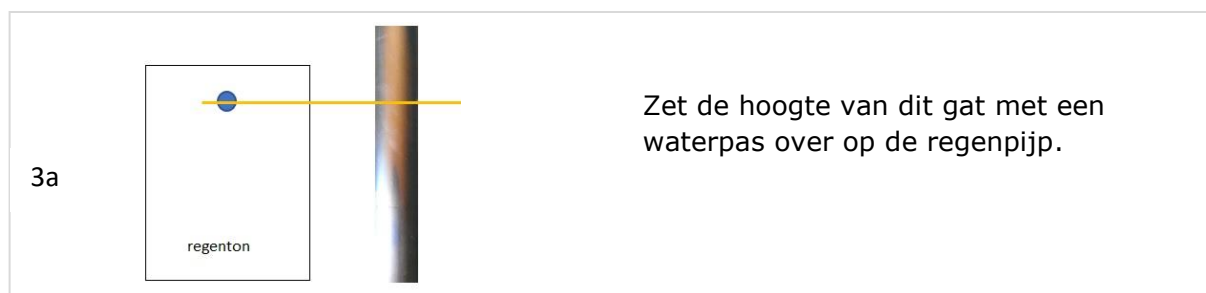 Zet de hoogte van dit gat met een
waterpas over op de regenpijp.
3a
regenton